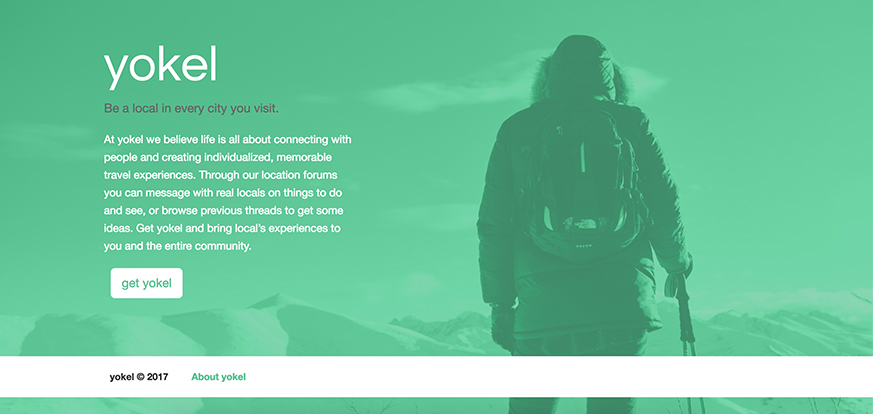 yokel
Be a local in every city you visit.
At yokel we believe life is all about connecting with
people and creating individualized, memorable
travel experiences. Through our location forums
you can message with real locals on things to do
and see, or browse previous threads to get some
ideas. Get yokel and bring local's experiences to
you and the entire community.
get yokel
THE NORTH FACE
yokel © 2017 About yokel